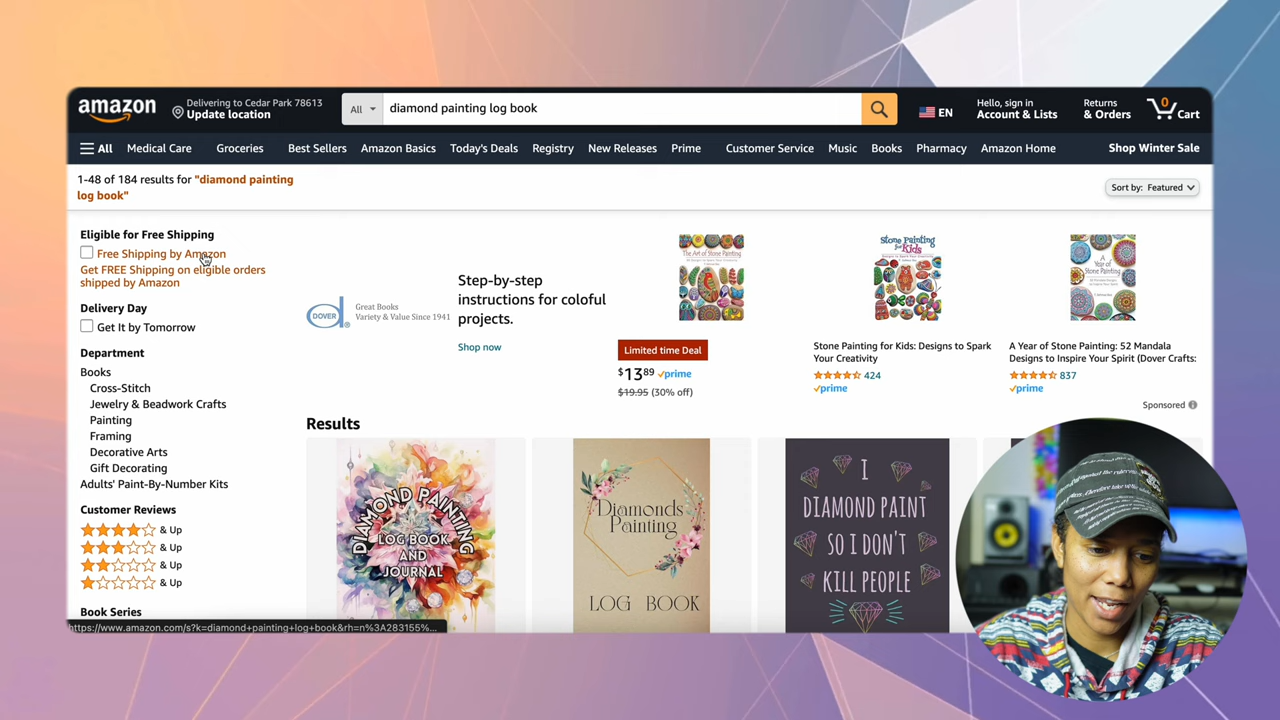 amazon
Delivering to Cedar Park 78613
Update location
All
diamond painting log book
EN
Hello, sign in
Account & Lists
Returns
& Orders
0
Cart
All
Medical Care
Groceries
Best Sellers
Amazon Basics
Today's Deals
Registry
New Releases
Prime
Customer Service
Music
Books
Pharmacy
Amazon Home
Shop Winter Sale
1-48 of 184 results for "diamond painting
log book"
Sort by: Featured
Eligible for Free Shipping
Free Shipping by Amazon
Get FREE Shipping on eligible orders
shipped by Amazon
Delivery Day
Get It by Tomorrow
Department
Books
Cross-Stitch
Jewelry & Beadwork Crafts
Painting
Framing
Decorative Arts
Gift Decorating
Adults' Paint-By-Number Kits
Customer Reviews
& Up
& Up
& Up
& Up
Book Series
https://www.amazon.com/s?k=diamond+painting+log+book&rh=n%3A283155%...
DOVER
Great Books
Variety & Value Since 1941
Step-by-step
instructions for coloful
projects.
Shop now
The Art of Stone Painting
Limited time Deal
$13 89 prime
$19.95 (30% off)
Stone Painting
for Kids
Stone Painting for Kids: Designs to Spark
Your Creativity
424
prime
A Year of
Stone Painting
A Year of Stone Painting: 52 Mandala
Designs to Inspire Your Spirit (Dover Crafts:
837
prime
Sponsored
Results
DIAMOND PAINTING
LOG BOOK
AND
JOURNAL
Diamonds
Painting
LOG BOOK
I
DIAMOND PAINT
SO I DON'T
KILL PEOPLE